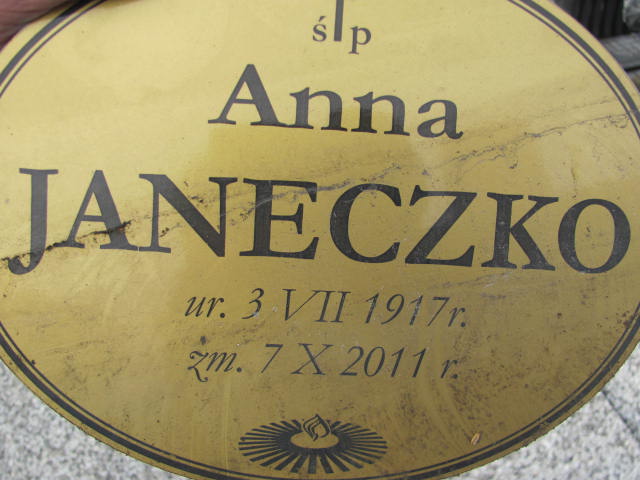 ś p
Anna
JANECZKO
ur. 3 VII 1917r.
zm. 7 X 2011 r.